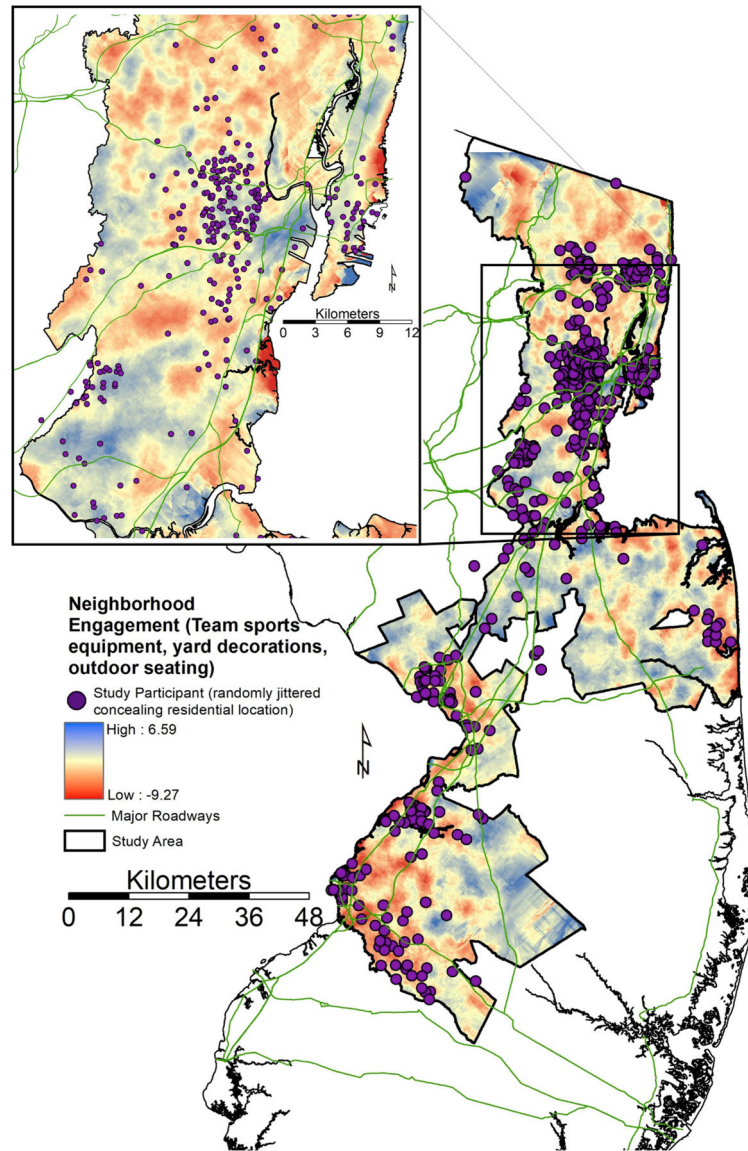 N
Kilometers
0 3 6 9 12
Neighborhood
Engagement (Team sports
equipment, yard decorations,
outdoor seating)
Study Participant (randomly jittered
concealing residential location)
High : 6.59
Low : -9.27
N
Major Roadways
Study Area
Kilometers
0 12 24 36 48